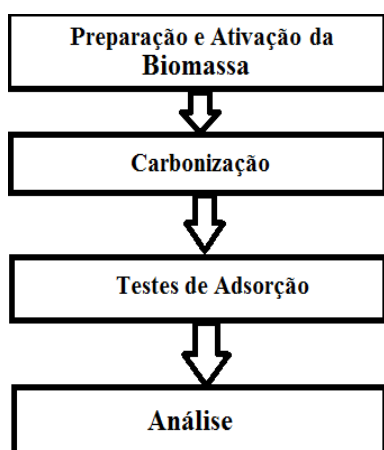 Preparação e Ativação da
Biomassa
Carbonização
Testes de Adsorção
Análise